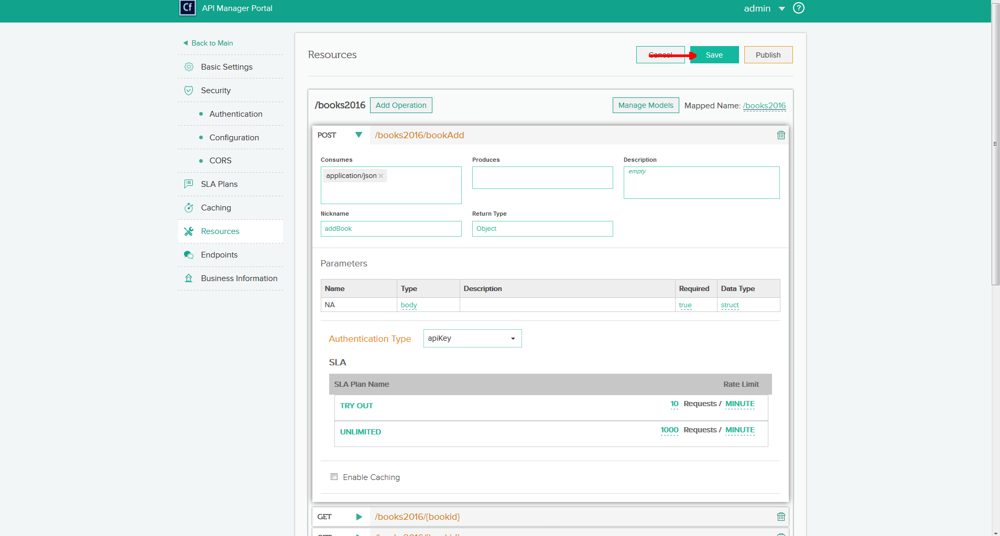 Cf API Manager Portal
admin ?
Back to Main
Basic Settings
Security
Authentication
Configuration
CORS
SLA Plans
Caching
Resources
Endpoints
Business Information
Resources
Cancel Save Publish
/books2016 Add Operation Manage Models Mapped Name: /books2016
POST /books2016/bookAdd
Consumes Produces Description
application/json × empty
Nickname Return Type
addBook Object
Parameters
Name Type Description Required Data Type
NA body true struct
Authentication Type apiKey
SLA
SLA Plan Name Rate Limit
TRY OUT 10 Requests / MINUTE
UNLIMITED 1000 Requests / MINUTE
Enable Caching
GET /books2016/{bookid}
GET /books2016/{bookid}